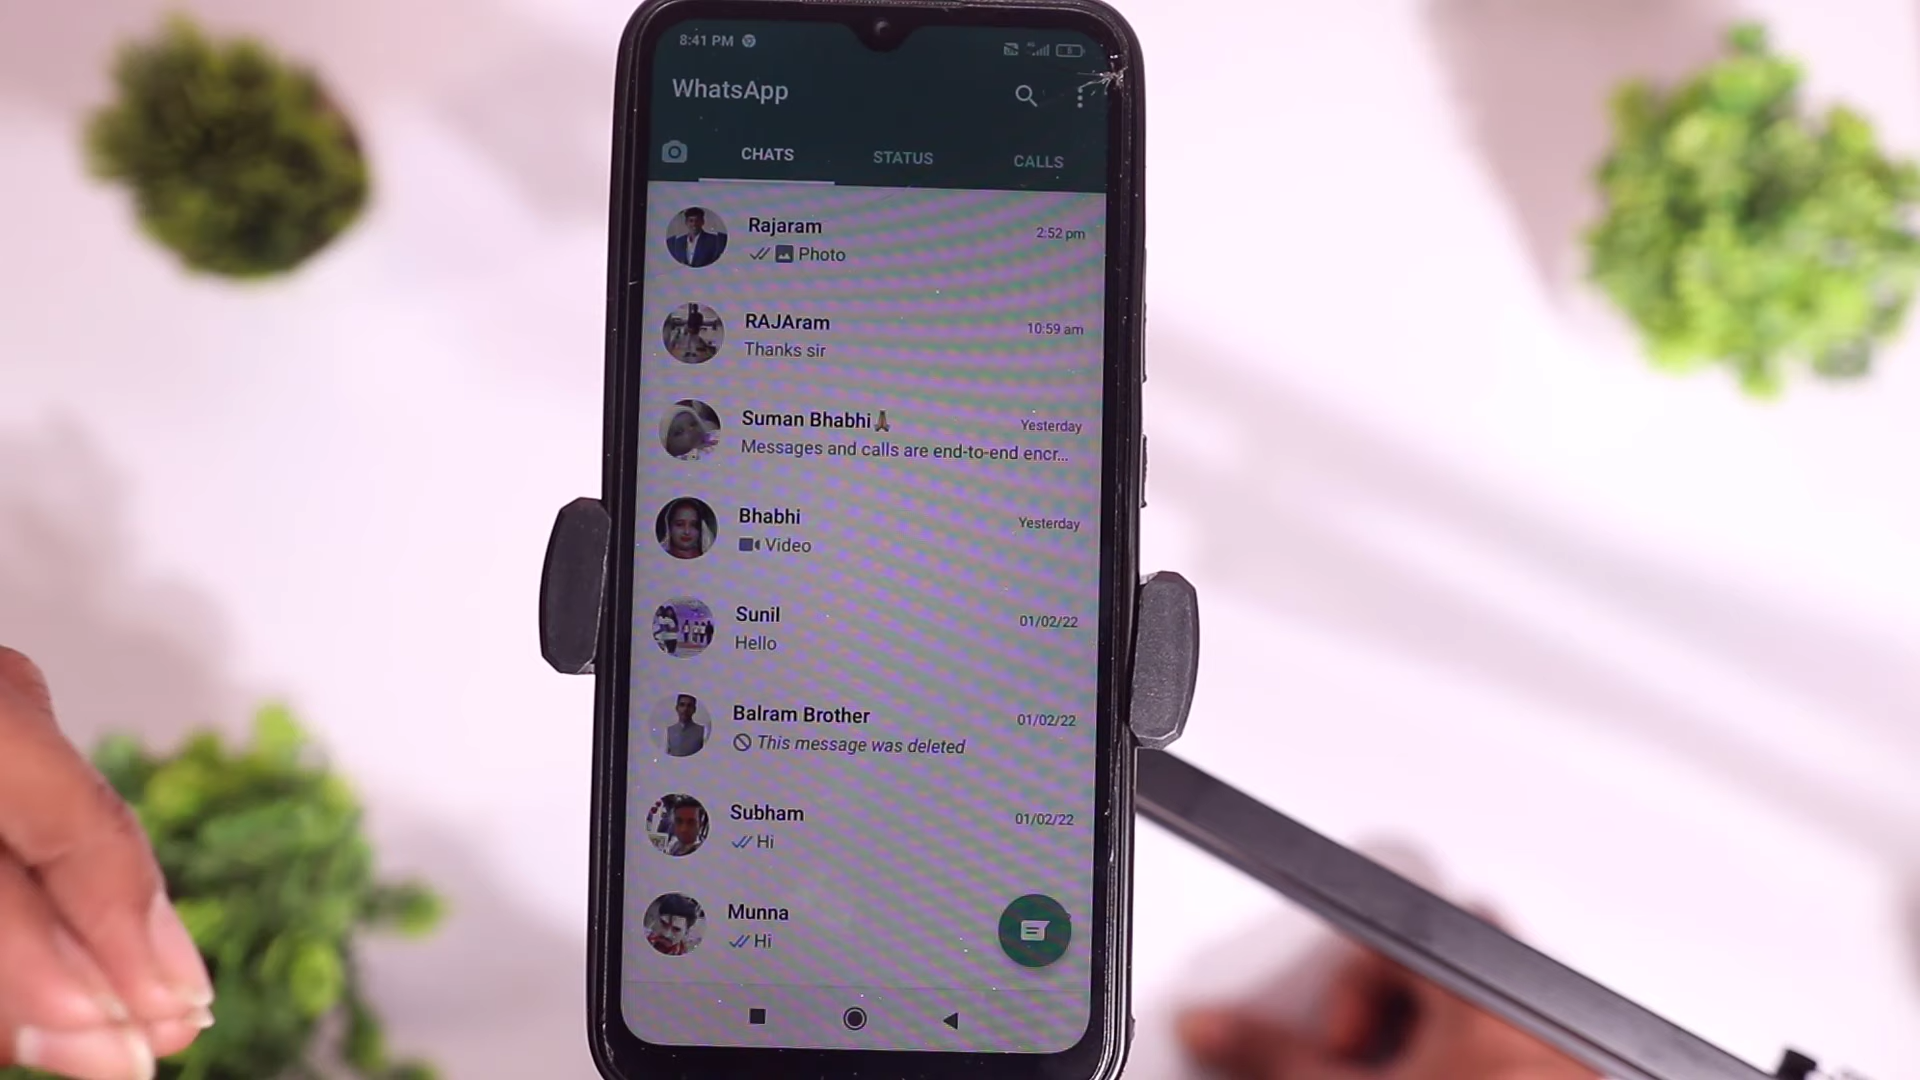 8:41 PM
WhatsApp
CHATS STATUS CALLS
Rajaram 2:52 pm
Photo
RAJAram 10:59 am
Thanks sir
Suman Bhabhi🙏🏽 Yesterday
Messages and calls are end-to-end encr...
Bhabhi Yesterday
Video
Sunil 01/02/22
Hello
Balram Brother 01/02/22
This message was deleted
Subham 01/02/22
Hi
Munna
Hi